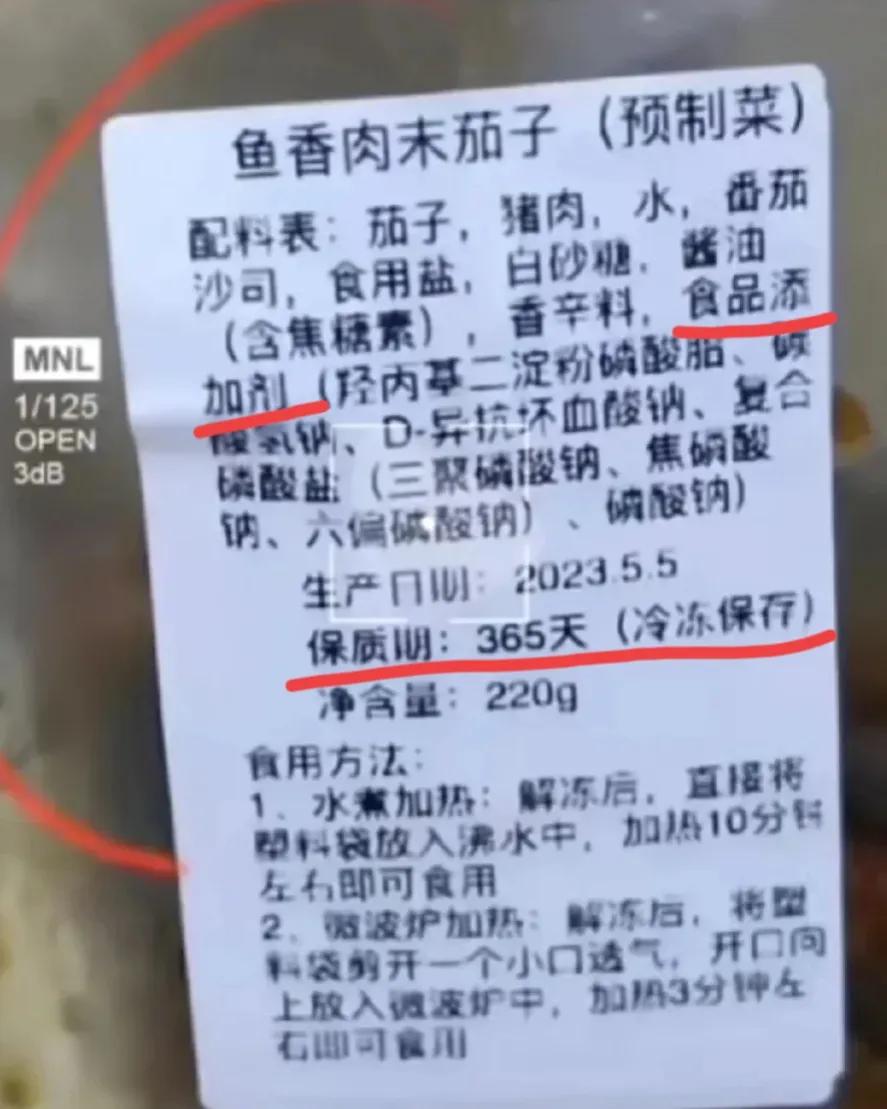 鱼香肉末茄子（预制菜）
配料表：茄子，猪肉，水，番茄
沙司，食用盐，白砂糖，酱油
（含焦糖素），香辛料，食品添
加剂（羟丙基二淀粉磷酸脂、碳
酸氢钠、D-异抗坏血酸钠、复合
磷酸盐（三聚磷酸钠、焦磷酸
钠、六偏磷酸钠）、磷酸钠）
生产日期：2023.5.5
保质期：365天（冷冻保存）
净含量：220g
食用方法：
1、水煮加热：解冻后，直接将
塑料袋放入沸水中，加热10分钟
左右即可食用
2、微波炉加热：解冻后，将塑
料袋剪开一个小口透气，开口向
上放入微波炉中，加热3分钟左
右即可食用
MNL
1/125
OPEN
3dB